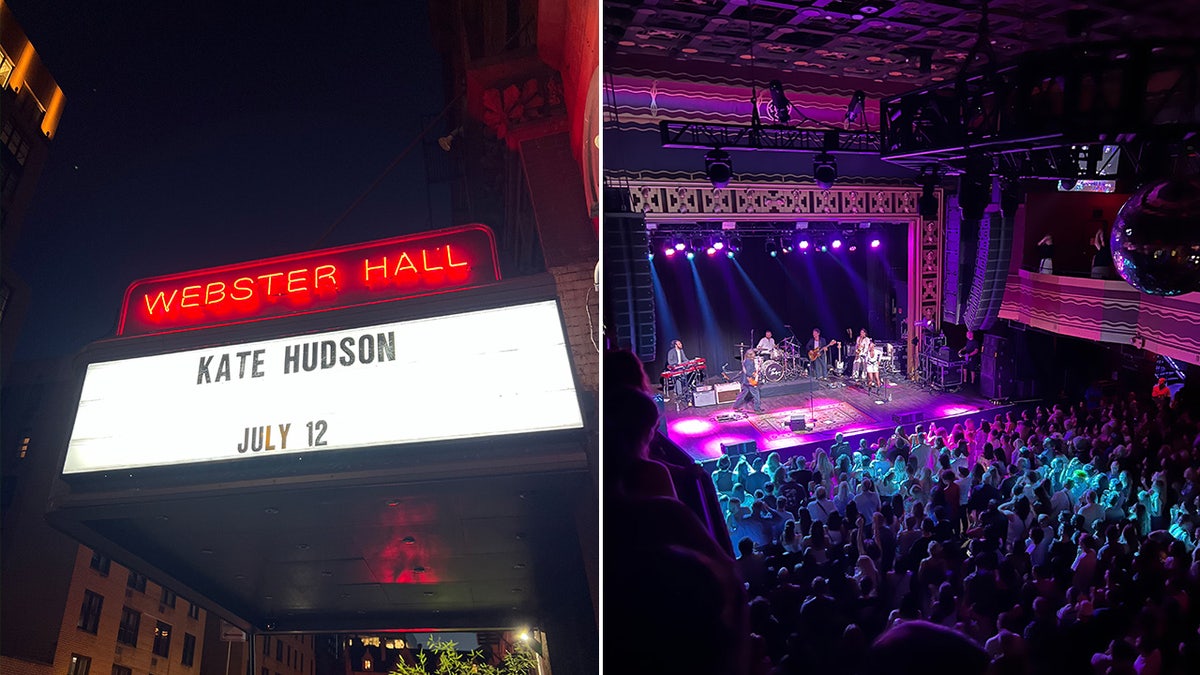 WEBSTER HALL
KATE HUDSON
JULY 12